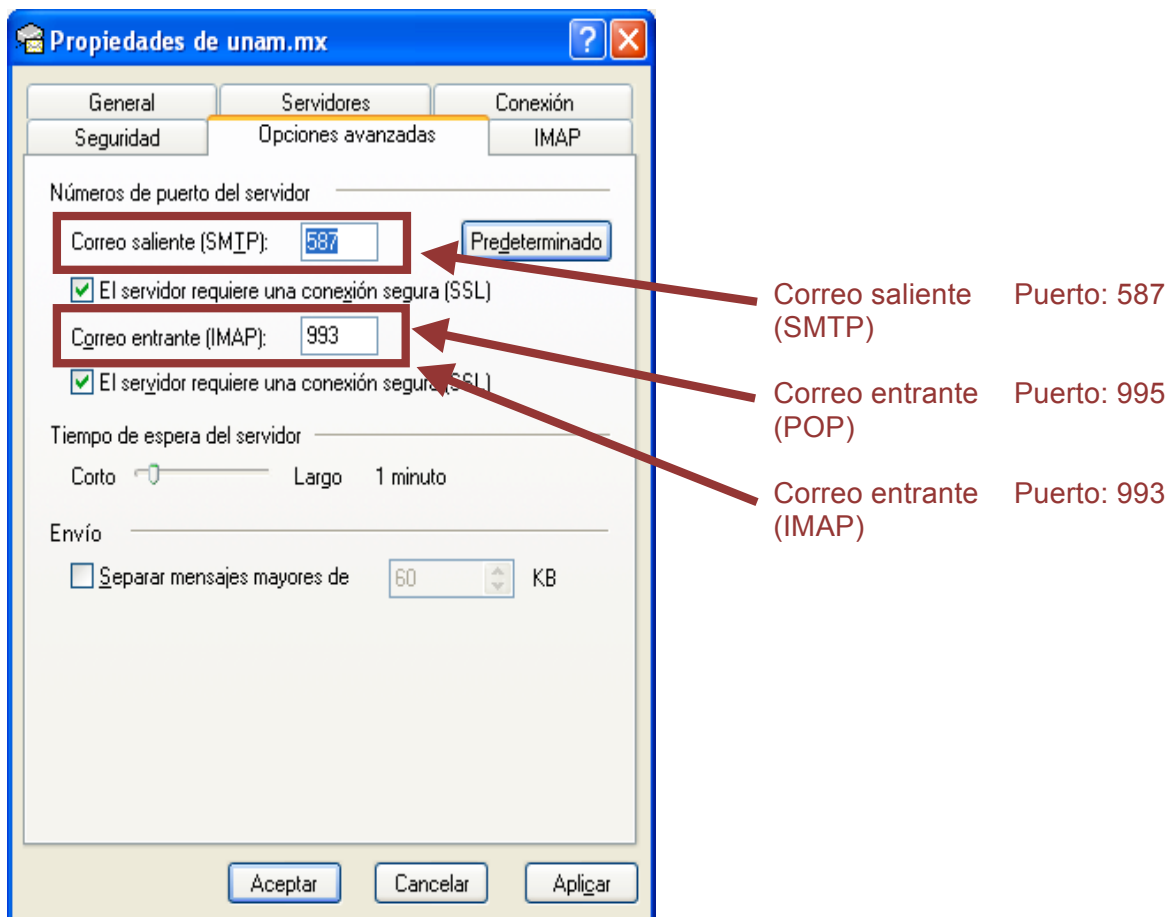 Propiedades de unam.mx
General Servidores Conexión
Seguridad Opciones avanzadas IMAP
Números de puerto del servidor
Correo saliente (SMTP): 587 Predeterminado
El servidor requiere una conexión segura (SSL)
Correo entrante (IMAP): 993
El servidor requiere una conexión segura (SSL)
Tiempo de espera del servidor
Corto Largo 1 minuto
Envío
Separar mensajes mayores de 60 KB
Aceptar Cancelar Aplicar
Correo saliente Puerto: 587
(SMTP)
Correo entrante Puerto: 995
(POP)
Correo entrante Puerto: 993
(IMAP)